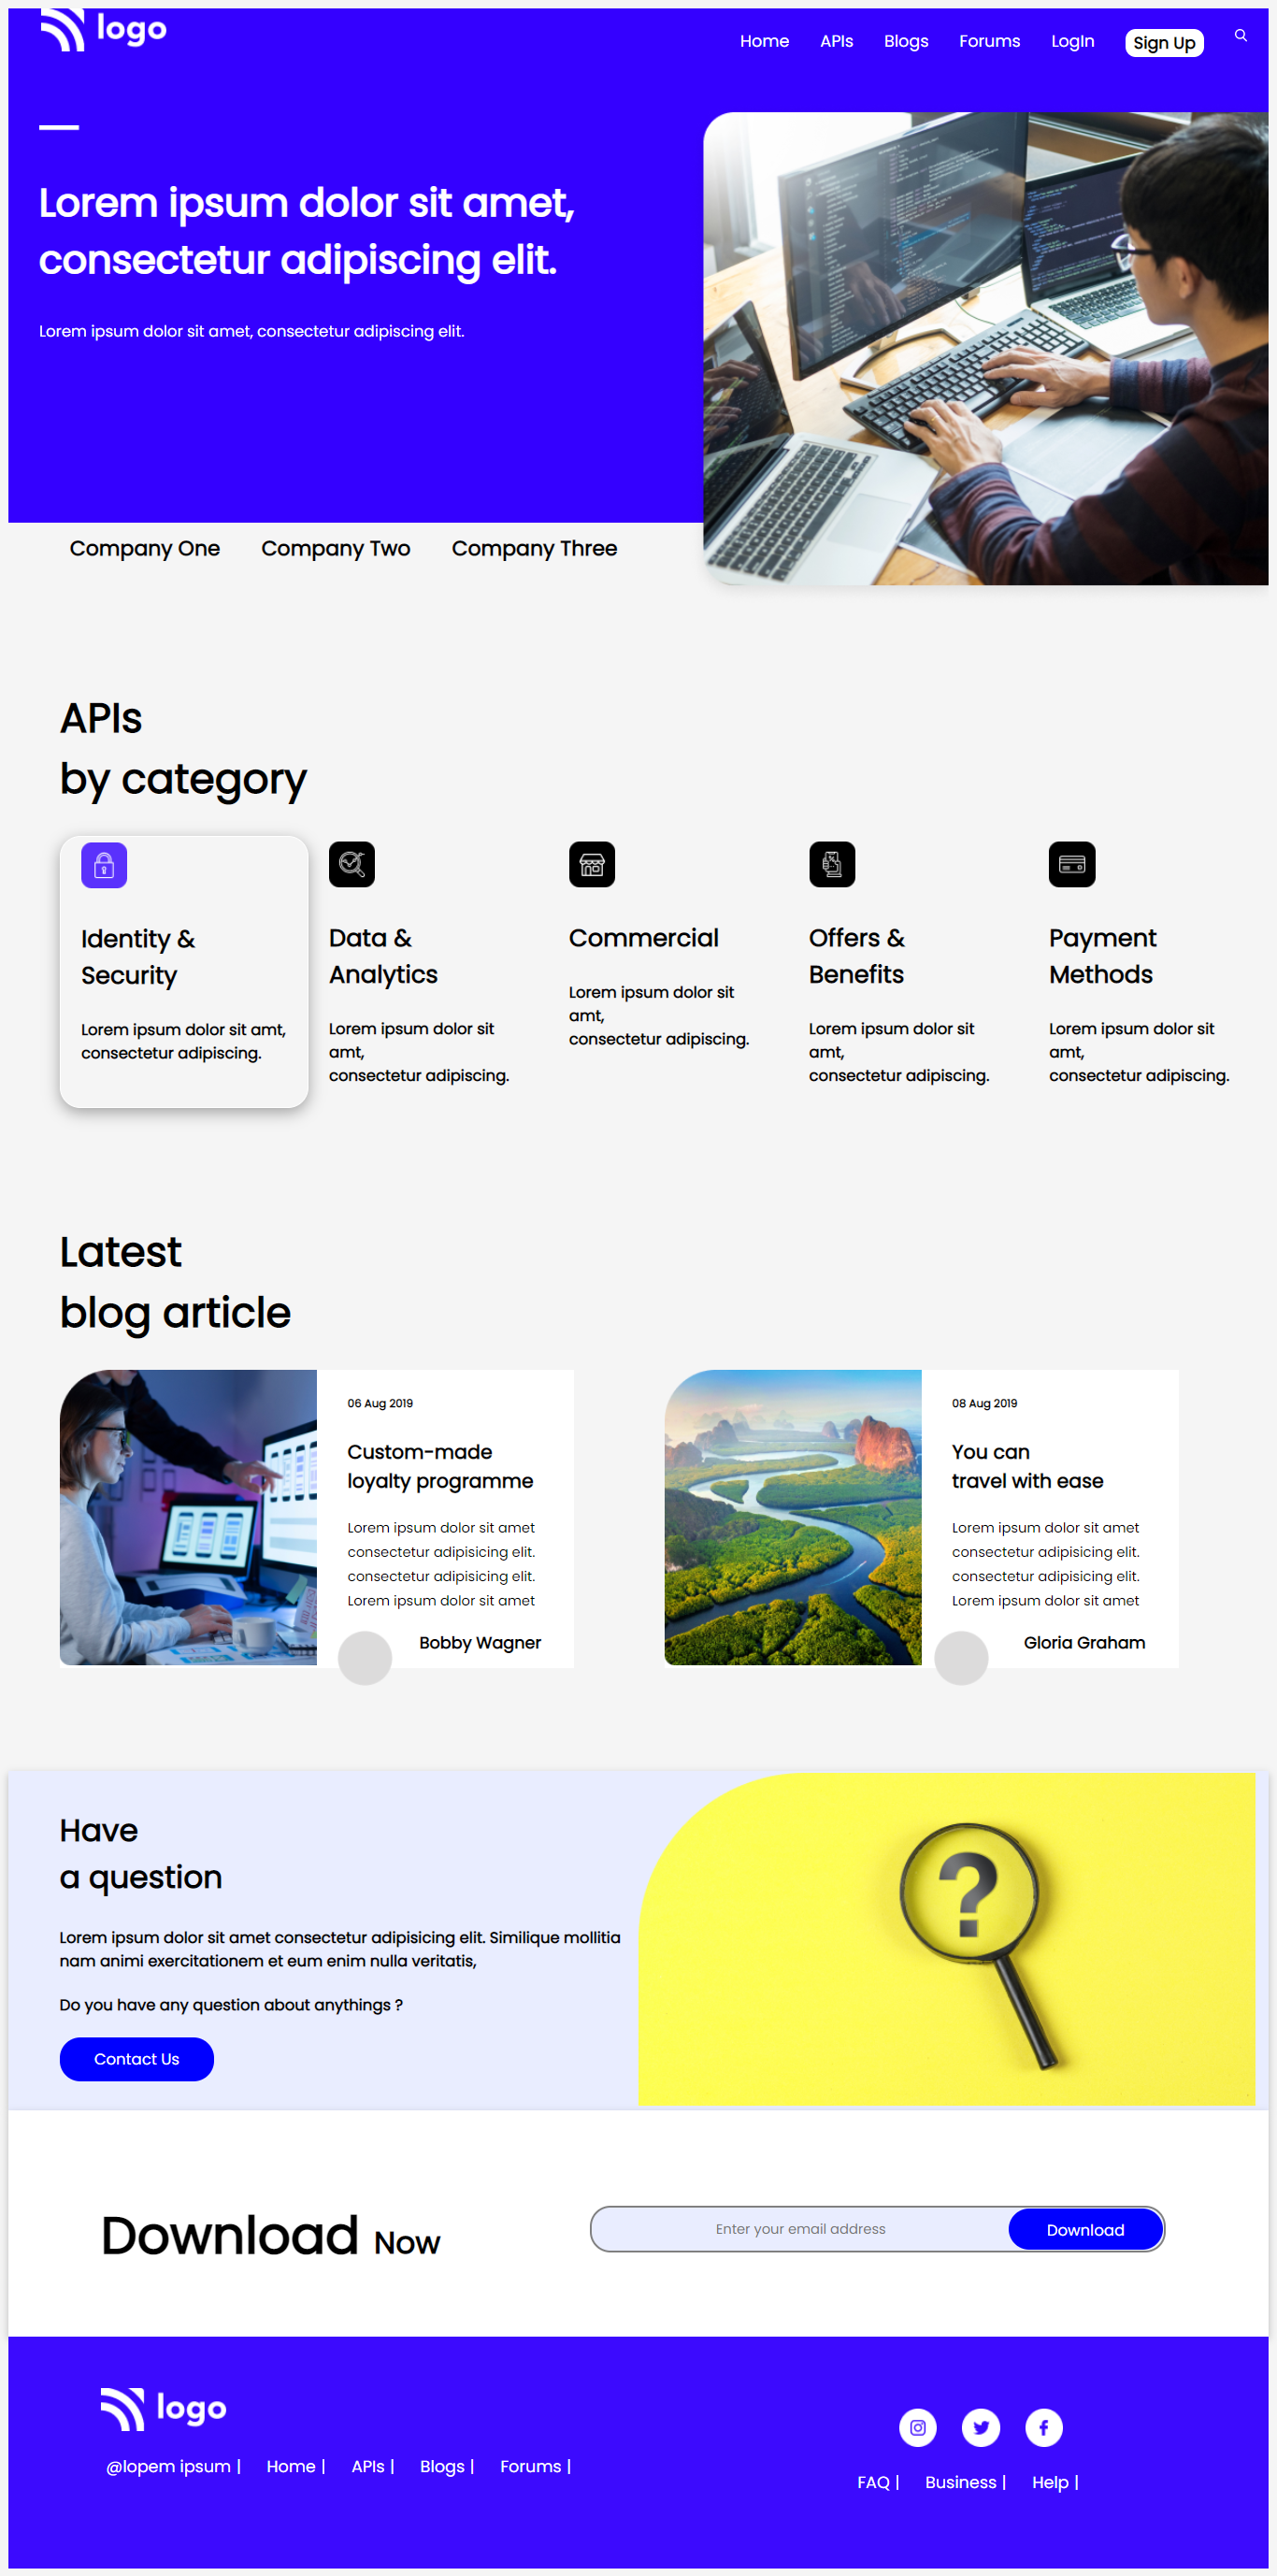 logo
Home APIs Blogs Forums LogIn Sign Up
Lorem ipsum dolor sit amet,
consectetur adipiscing elit.
Lorem ipsum dolor sit amet, consectetur adipiscing elit.
Company One Company Two Company Three
APIs
by category
Identity &
Security
Lorem ipsum dolor sit amt,
consectetur adipiscing.
Data &
Analytics
Lorem ipsum dolor sit
amt,
consectetur adipiscing.
Commercial
Lorem ipsum dolor sit
amt,
consectetur adipiscing.
Offers &
Benefits
Lorem ipsum dolor sit
amt,
consectetur adipiscing.
Payment
Methods
Lorem ipsum dolor sit
amt,
consectetur adipiscing.
Latest
blog article
06 Aug 2019
Custom-made
loyalty programme
Lorem ipsum dolor sit amet
consectetur adipisicing elit.
consectetur adipisicing elit.
Lorem ipsum dolor sit amet
Bobby Wagner
08 Aug 2019
You can
travel with ease
Lorem ipsum dolor sit amet
consectetur adipisicing elit.
consectetur adipisicing elit.
Lorem ipsum dolor sit amet
Gloria Graham
Have
a question
Lorem ipsum dolor sit amet consectetur adipisicing elit. Similique mollitia
nam animi exercitationem et eum enim nulla veritatis,
Do you have any question about anythings ?
Contact Us
?
Download Now
Enter your email address
Download
logo
@lopem ipsum | Home | APIs | Blogs | Forums |
FAQ | Business | Help |